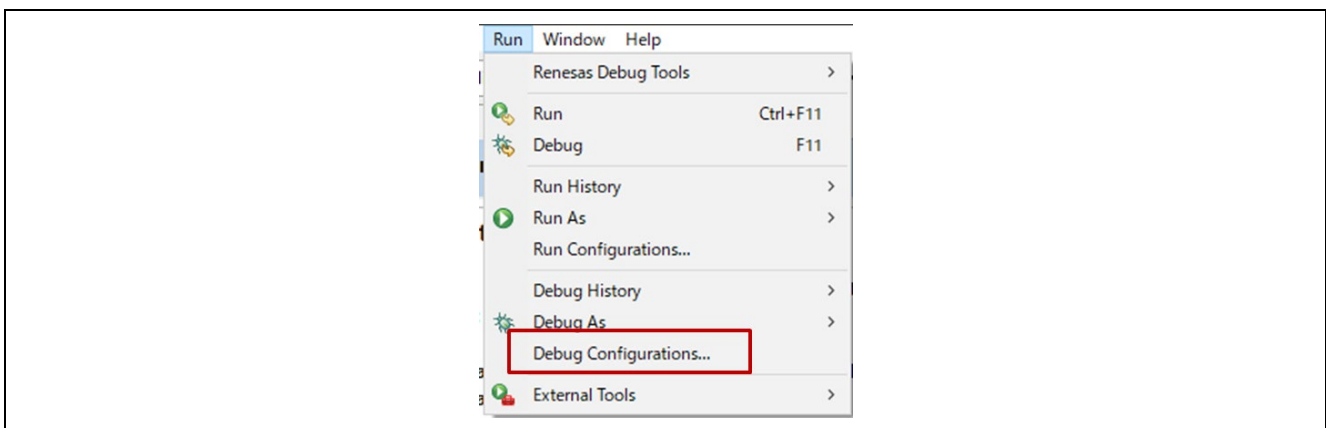 Run Window Help
Renesas Debug Tools >
Run Ctrl+F11
Debug F11
Run History >
Run As >
Run Configurations...
Debug History >
Debug As >
Debug Configurations...
External Tools >